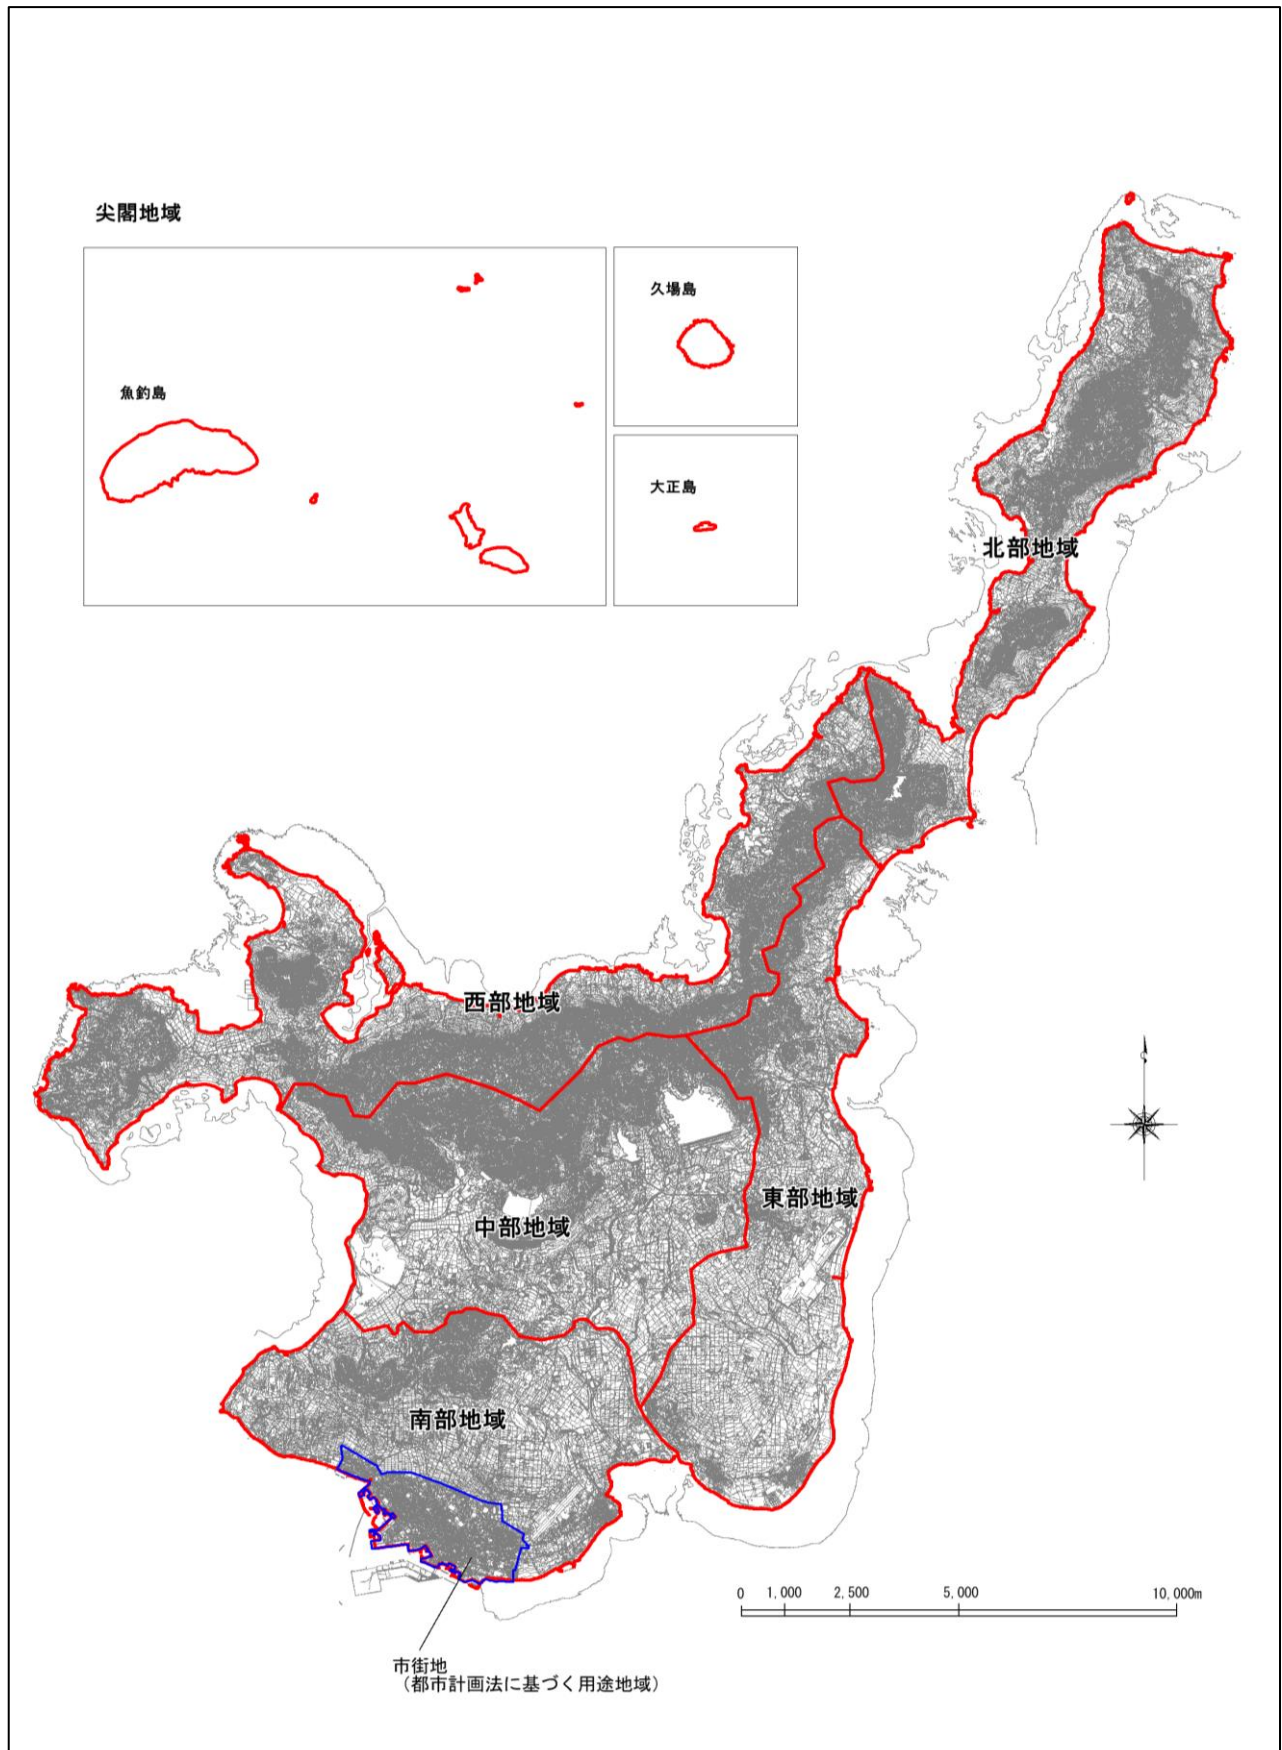 尖閣地域
久場島
魚釣島
大正島
北部地域
西部地域
東部地域
中部地域
南部地域
0 1,000 2,500 5,000 10,000m
市街地
（都市計画法に基づく用途地域）